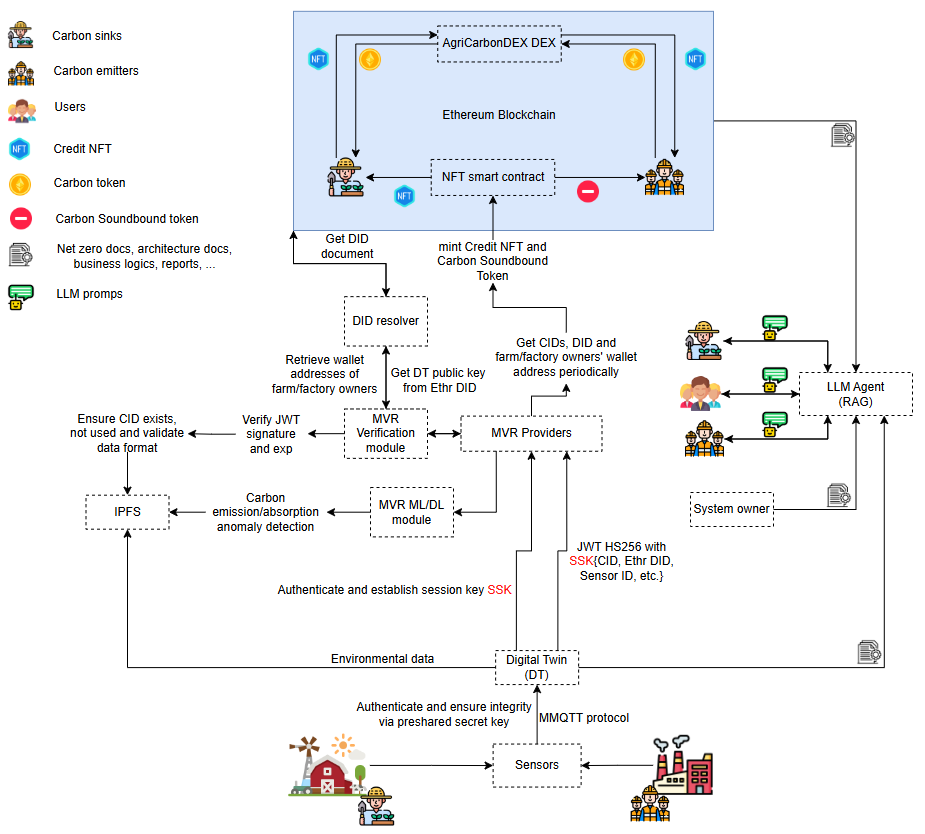 Carbon sinks
Carbon emitters
Users
Credit NFT
Carbon token
Carbon Soundbound token
Net zero docs, architecture docs,
business logics, reports, ...
LLM promps
AgriCarbonDEX DEX
NFT
NFT
Ethereum Blockchain
NFT smart contract
NFT
NFT
Get DID
document
mint Credit NFT and
Carbon Soundbound
Token
DID resolver
Retrieve wallet
addresses of
farm/factory owners
Get DT public key
from Ethr DID
Get CIDs, DID and
farm/factory owners' wallet
address periodically
LLM Agent
(RAG)
Ensure CID exists,
not used and validate
data format
Verify JWT
signature
and exp
MVR
Verification
module
MVR Providers
IPFS
Carbon
emission/absorption
anomaly detection
MVR ML/DL
module
System owner
JWT HS256 with
SSK{CID, Ethr DID,
Sensor ID, etc.}
Authenticate and establish session key SSK
Environmental data
Digital Twin
(DT)
Authenticate and ensure integrity
via preshared secret key
MMQTT protocol
Sensors